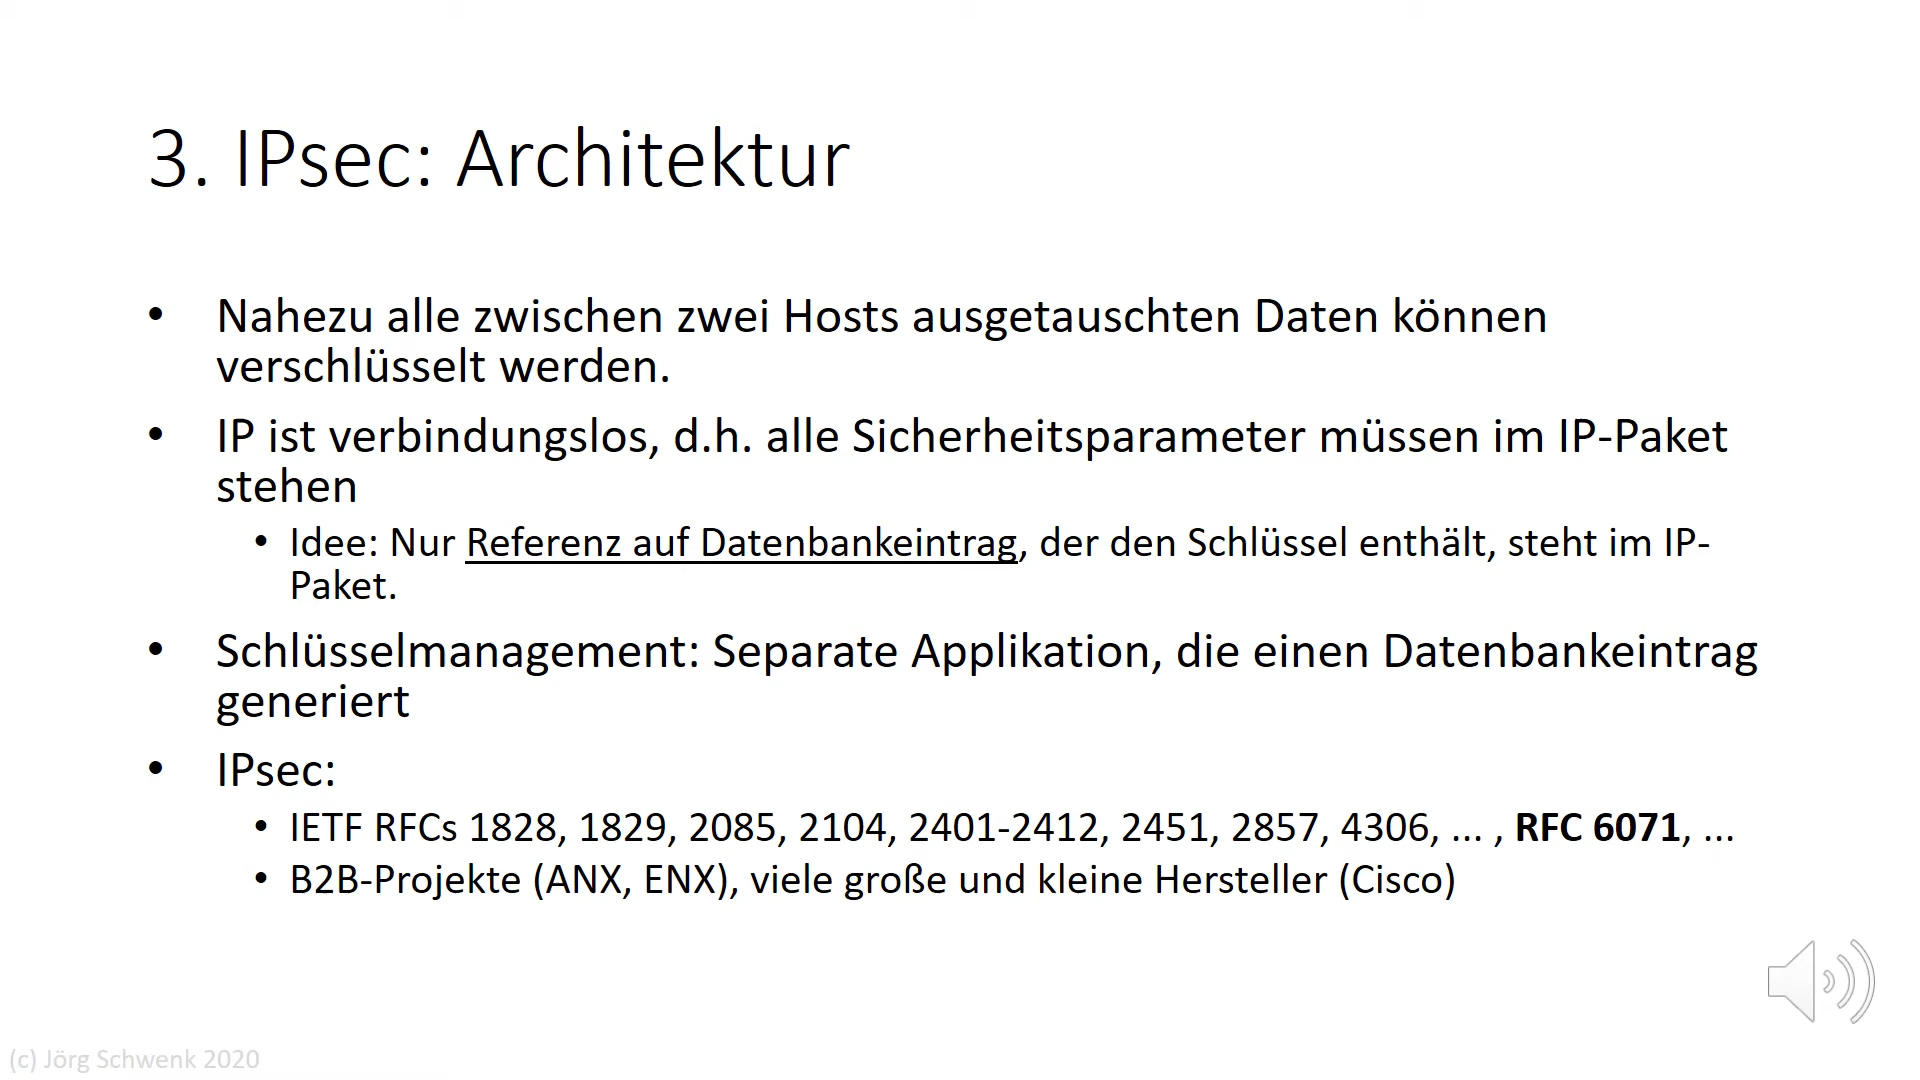 3. IPsec: Architektur
• Nahezu alle zwischen zwei Hosts ausgetauschten Daten können
verschlüsselt werden.
• IP ist verbindungslos, d.h. alle Sicherheitsparameter müssen im IP-Paket
stehen
• Idee: Nur Referenz auf Datenbankeintrag, der den Schlüssel enthält, steht im IP-
Paket.
• Schlüsselmanagement: Separate Applikation, die einen Datenbankeintrag
generiert
• IPsec:
• IETF RFCs 1828, 1829, 2085, 2104, 2401-2412, 2451, 2857, 4306, ... , RFC 6071, ...
• B2B-Projekte (ANX, ENX), viele große und kleine Hersteller (Cisco)
(c) Jörg Schwenk 2020